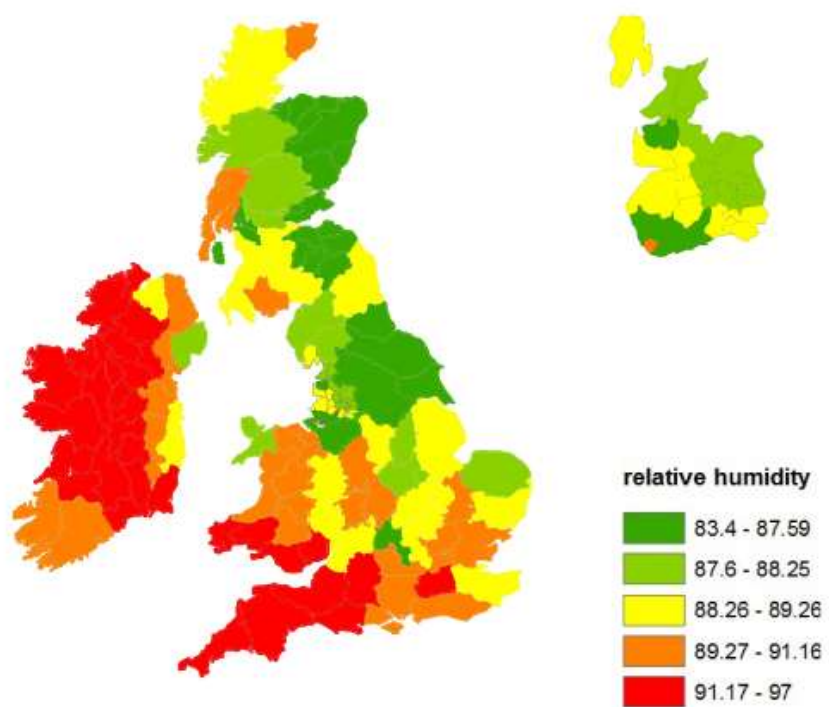 relative humidity
83.4 - 87.59
87.6 - 88.25
88.26 - 89.26
89.27 - 91.16
91.17 - 97